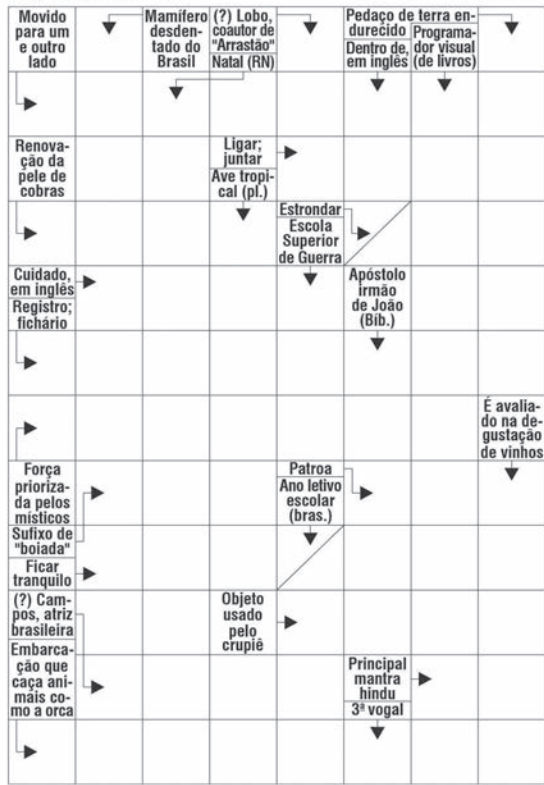 Movido
para um
e outro
lado
Mamífero
desden-
tado do
Brasil
(?) Lobo,
coautor de
"Arrastão"
Natal (RN)
Pedaço de terra en-
durecido
Dentro de,
em inglês
Programa-
dor visual
(de livros)
Renova-
ção da
pele de
cobras
Ligar;
juntar
Ave tropi-
cal (pl.)
Estrondar
Escola
Superior
de Guerra
Cuidado,
em inglês
Registro;
fichário
Apóstolo
irmão
de João
(Bíb.)
É avalia-
do na de-
gustação
de vinhos
Força
prioriza-
da pelos
místicos
Patroa
Ano letivo
escolar
(bras.)
Sufixo de
"boiada"
Ficar
tranquilo
(?) Cam-
pos, atriz
brasileira
Objeto
usado
pelo
crupiê
Embarca-
ção que
caça ani-
mais co-
mo a orca
Principal
mantra
hindu
3ª vogal